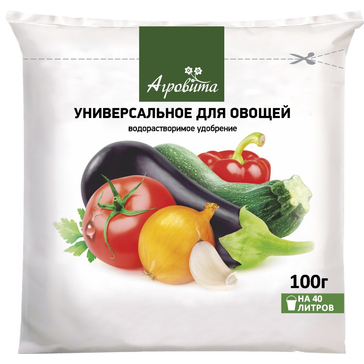 Агровита
УНИВЕРСАЛЬНОЕ ДЛЯ ОВОЩЕЙ
водорастворимое удобрение
100г
НА 40
ЛИТРОВ